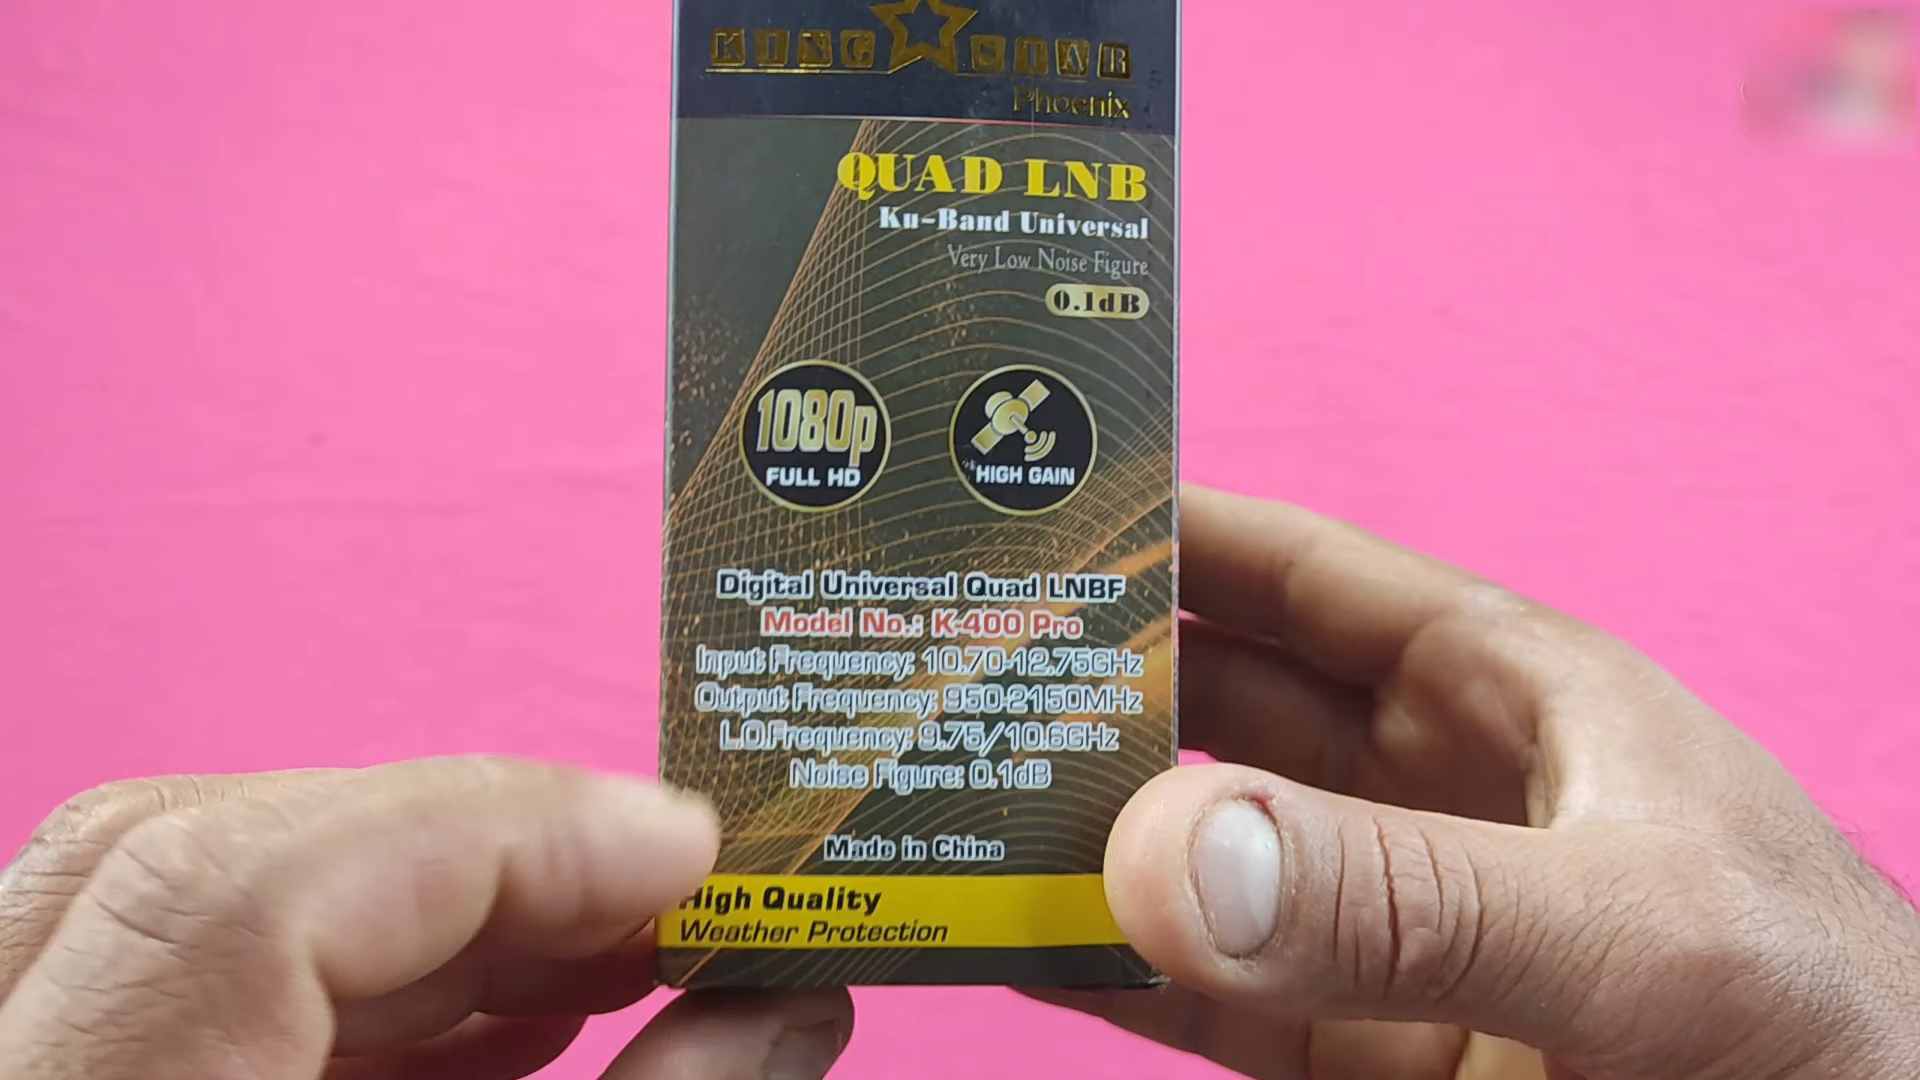 KING STAR
Phoenix
QUAD LNB
Ku-Band Universal
Very Low Noise Figure
0.1dB
1080p
FULL HD
HIGH GAIN
Digital Universal Quad LNBF
Model No.: K-400 Pro
Input Frequency: 10.70-12.75GHz
Output Frequency: 950-2150MHz
L.O.Frequency: 9.75/10.6GHz
Noise Figure: 0.1dB
Made in China
High Quality
Weather Protection